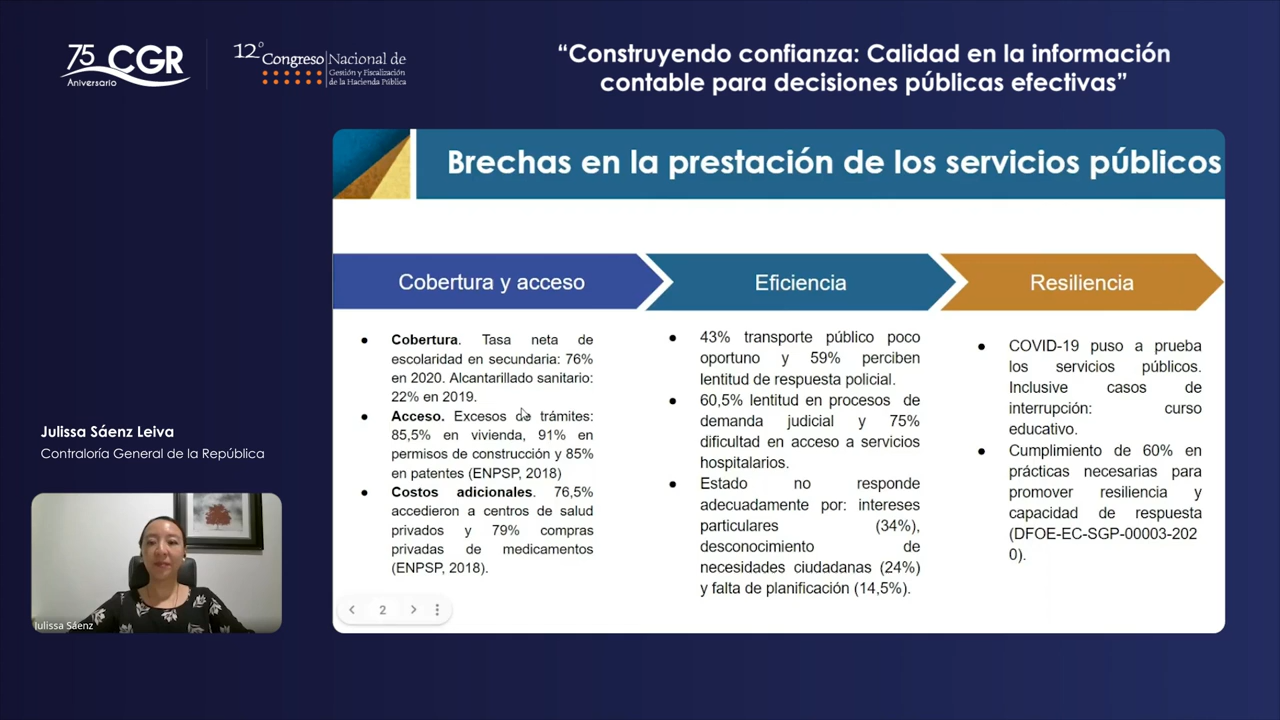 75 CGR
Aniversario
12° Congreso Nacional de
Gestión y Fiscalización
de la Hacienda Pública
“Construyendo confianza: Calidad en la información
contable para decisiones públicas efectivas”
Brechas en la prestación de los servicios públicos
Cobertura y acceso
Eficiencia
Resiliencia
• Cobertura. Tasa neta de
escolaridad en secundaria: 76%
en 2020. Alcantarillado sanitario:
22% en 2019.
• Acceso. Excesos de trámites:
85,5% en vivienda, 91% en
permisos de construcción y 85%
en patentes (ENPSP, 2018)
• Costos adicionales. 76,5%
accedieron a centros de salud
privados y 79% compras
privadas de medicamentos
(ENPSP, 2018).
• 43% transporte público poco
oportuno y 59% perciben
lentitud de respuesta policial.
• 60,5% lentitud en procesos de
demanda judicial y 75%
dificultad en acceso a servicios
hospitalarios.
• Estado no responde
adecuadamente por: intereses
particulares (34%),
desconocimiento de
necesidades ciudadanas (24%)
y falta de planificación (14,5%).
• COVID-19 puso a prueba
los servicios públicos.
Inclusive casos de
interrupción: curso
educativo.
• Cumplimiento de 60% en
prácticas necesarias para
promover resiliencia y
capacidad de respuesta
(DFOE-EC-SGP-00003-202
0).
2
Julissa Sáenz Leiva
Contraloría General de la República
Julissa Sáenz